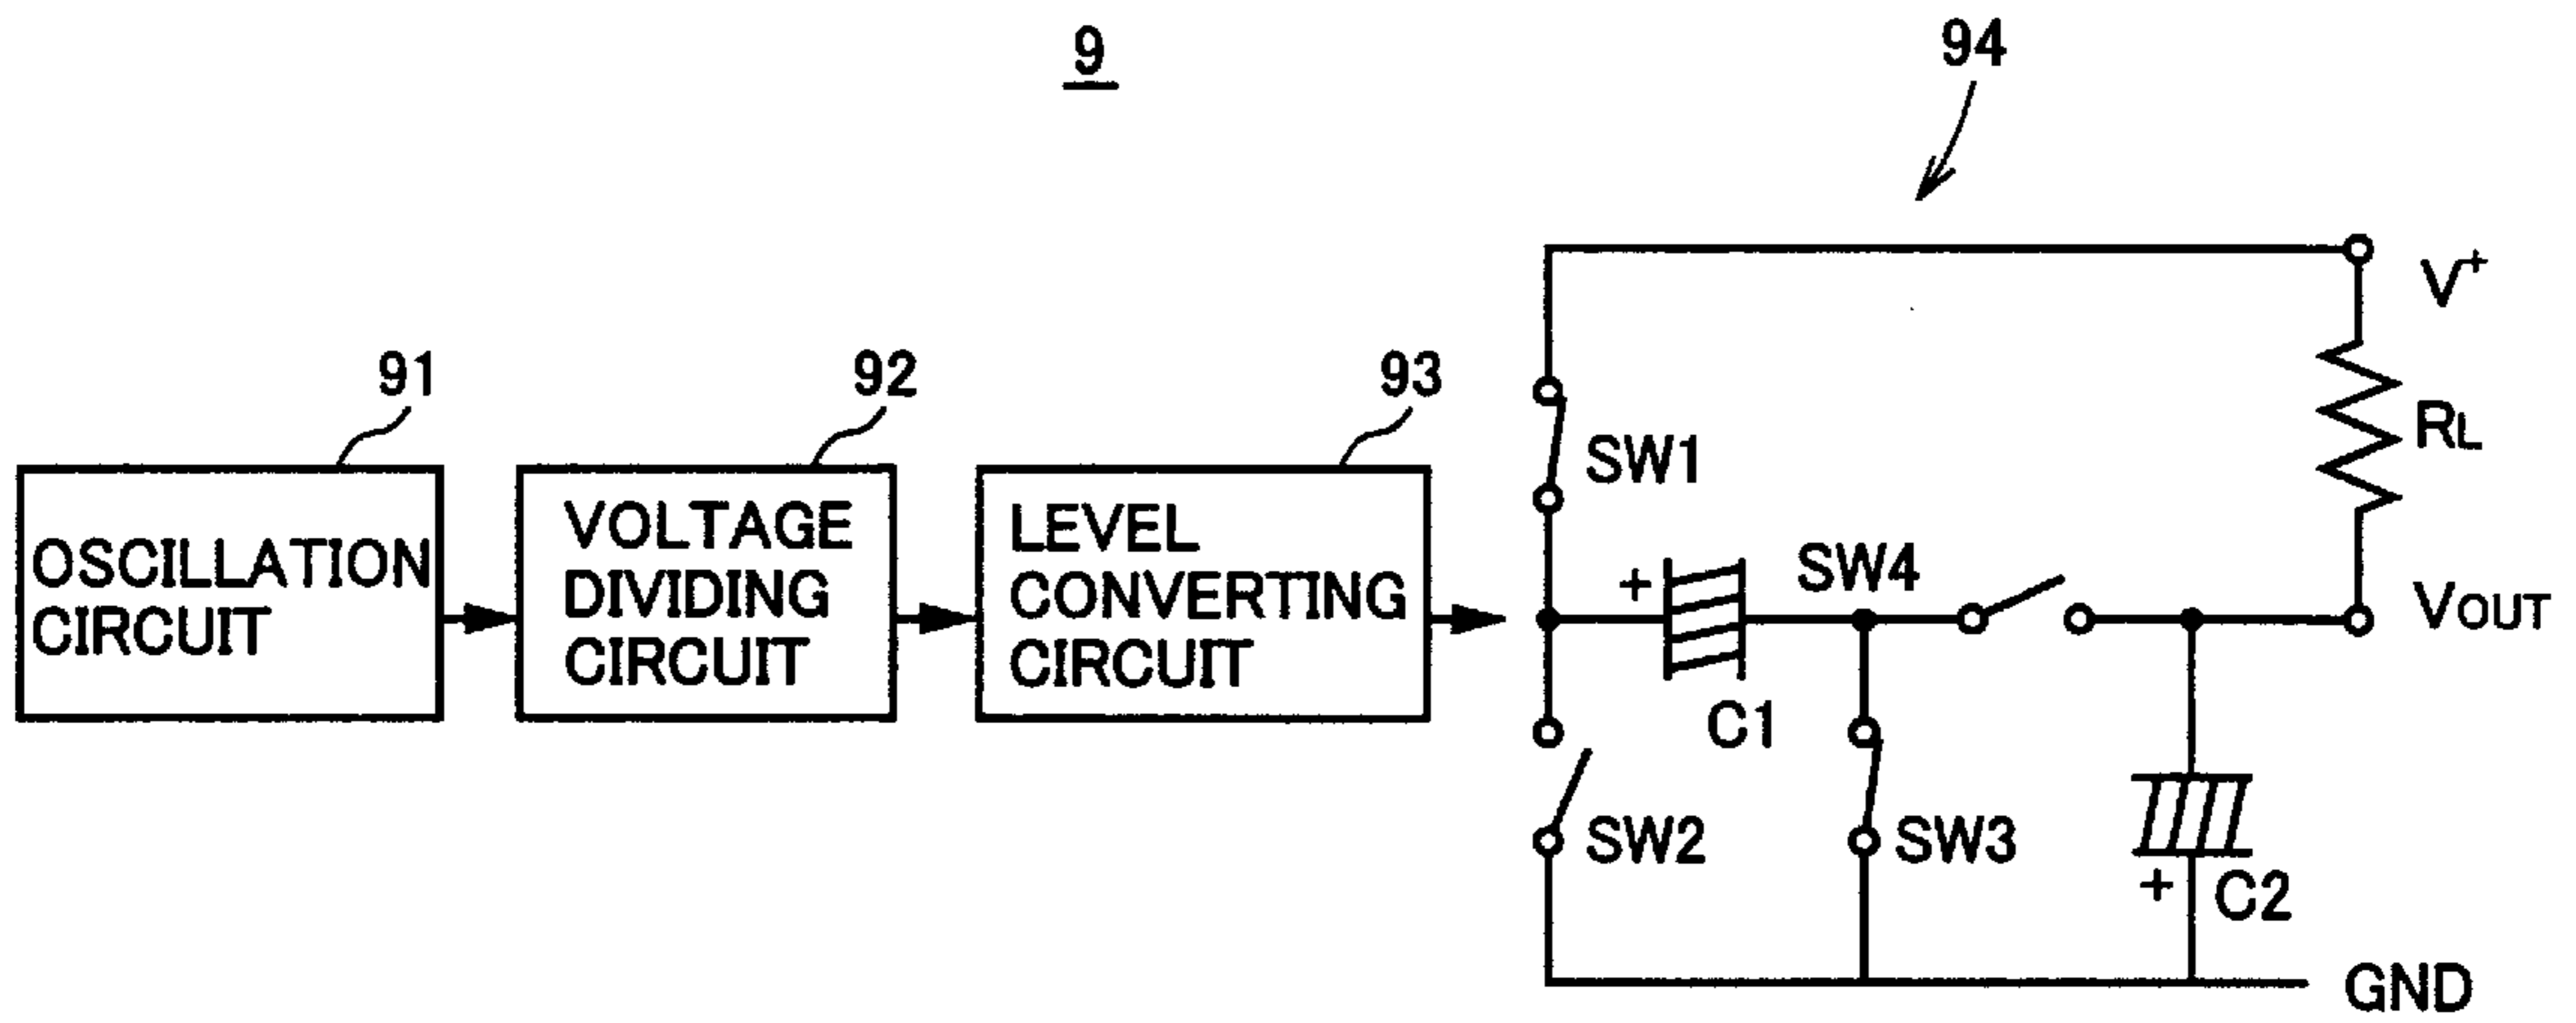 9
94
91
92
93
OSCILLATION
CIRCUIT
VOLTAGE
DIVIDING
CIRCUIT
LEVEL
CONVERTING
CIRCUIT
V+
RL
SW1
+
C1
SW4
VOUT
SW2
SW3
+
C2
GND